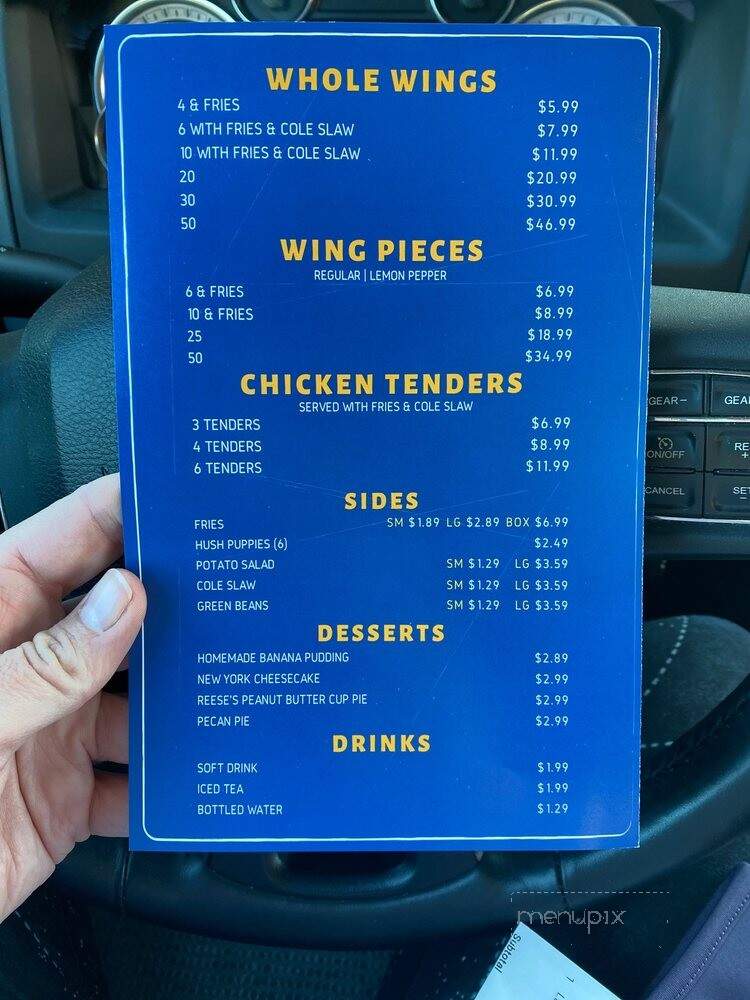 WHOLE WINGS
4 & FRIES $5.99
6 WITH FRIES & COLE SLAW $7.99
10 WITH FRIES & COLE SLAW $11.99
20 $20.99
30 $30.99
50 $46.99
WING PIECES
REGULAR | LEMON PEPPER
6 & FRIES $6.99
10 & FRIES $8.99
25 $18.99
50 $34.99
CHICKEN TENDERS
SERVED WITH FRIES & COLE SLAW
3 TENDERS $6.99
4 TENDERS $8.99
6 TENDERS $11.99
SIDES
FRIES SM $1.89 LG $2.89 BOX $6.99
HUSH PUPPIES (6) $2.49
POTATO SALAD SM $1.29 LG $3.59
COLE SLAW SM $1.29 LG $3.59
GREEN BEANS SM $1.29 LG $3.59
DESSERTS
HOMEMADE BANANA PUDDING $2.89
NEW YORK CHEESECAKE $2.99
REESE'S PEANUT BUTTER CUP PIE $2.99
PECAN PIE $2.99
DRINKS
SOFT DRINK $1.99
ICED TEA $1.99
BOTTLED WATER $1.29
GEAR-
ON/OFF
CANCEL
menupix
Subtotal